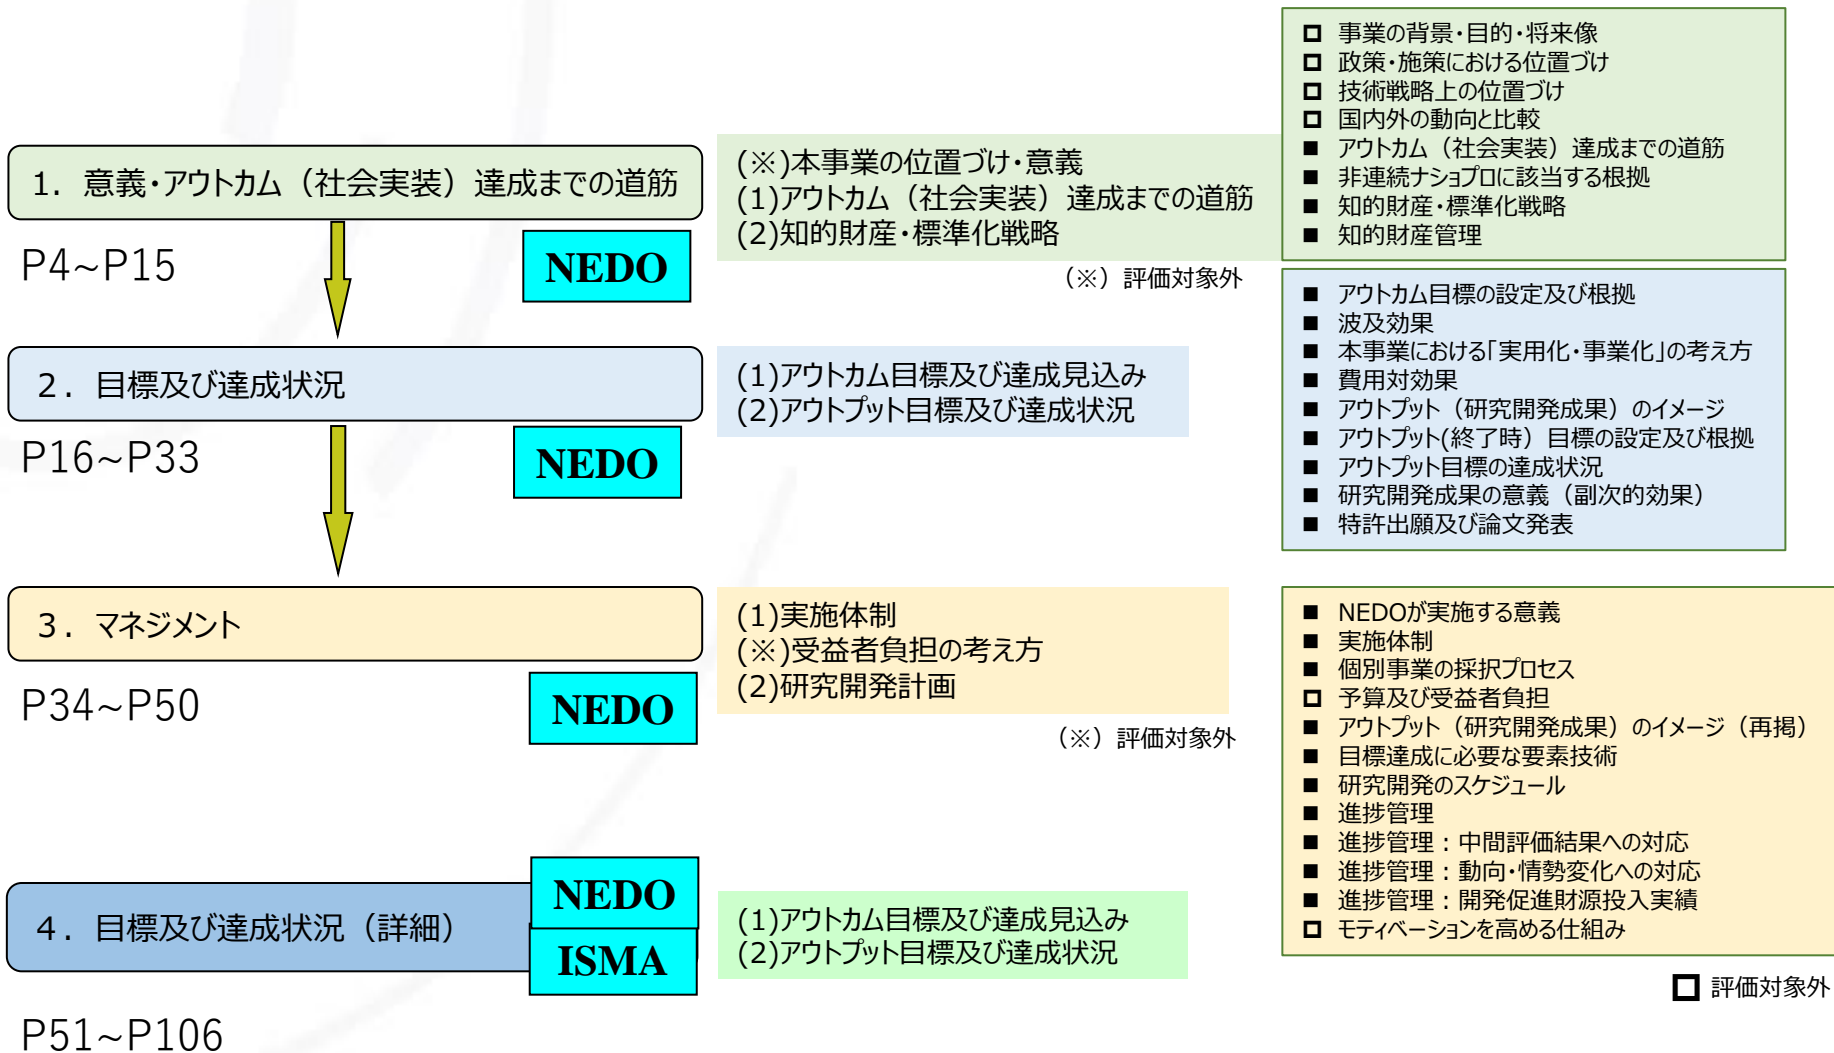 1. 意義・アウトカム（社会実装）達成までの道筋
P4~P15
NEDO
(※)本事業の位置づけ・意義
(1)アウトカム（社会実装）達成までの道筋
(2)知的財産・標準化戦略
（※）評価対象外
□ 事業の背景・目的・将来像
□ 政策・施策における位置づけ
□ 技術戦略上の位置づけ
□ 国内外の動向と比較
■ アウトカム（社会実装）達成までの道筋
■ 非連続ナショプロに該当する根拠
■ 知的財産・標準化戦略
■ 知的財産管理
2. 目標及び達成状況
P16~P33
NEDO
(1)アウトカム目標及び達成見込み
(2)アウトプット目標及び達成状況
■ アウトカム目標の設定及び根拠
■ 波及効果
■ 本事業における「実用化・事業化」の考え方
■ 費用対効果
■ アウトプット（研究開発成果）のイメージ
■ アウトプット(終了時）目標の設定及び根拠
■ アウトプット目標の達成状況
■ 研究開発成果の意義（副次的効果）
■ 特許出願及び論文発表
3. マネジメント
P34~P50
NEDO
(1)実施体制
(※)受益者負担の考え方
(2)研究開発計画
（※）評価対象外
■ NEDOが実施する意義
■ 実施体制
■ 個別事業の採択プロセス
□ 予算及び受益者負担
■ アウトプット（研究開発成果）のイメージ（再掲）
■ 目標達成に必要な要素技術
■ 研究開発のスケジュール
■ 進捗管理
■ 進捗管理：中間評価結果への対応
■ 進捗管理：動向・情勢変化への対応
■ 進捗管理：開発促進財源投入実績
□ モティベーションを高める仕組み
□ 評価対象外
4. 目標及び達成状況（詳細）
NEDO
ISMA
P51~P106
(1)アウトカム目標及び達成見込み
(2)アウトプット目標及び達成状況